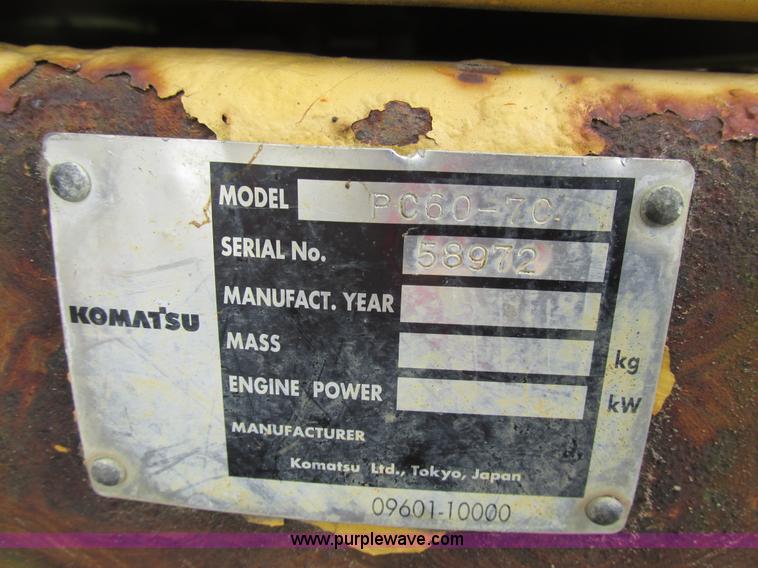 MODEL PC60-7C
SERIAL No. 58972
MANUFACT. YEAR
KOMATSU
MASS kg
ENGINE POWER kW
MANUFACTURER
Komatsu Ltd., Tokyo, Japan
09601-10000
www.purplewave.com